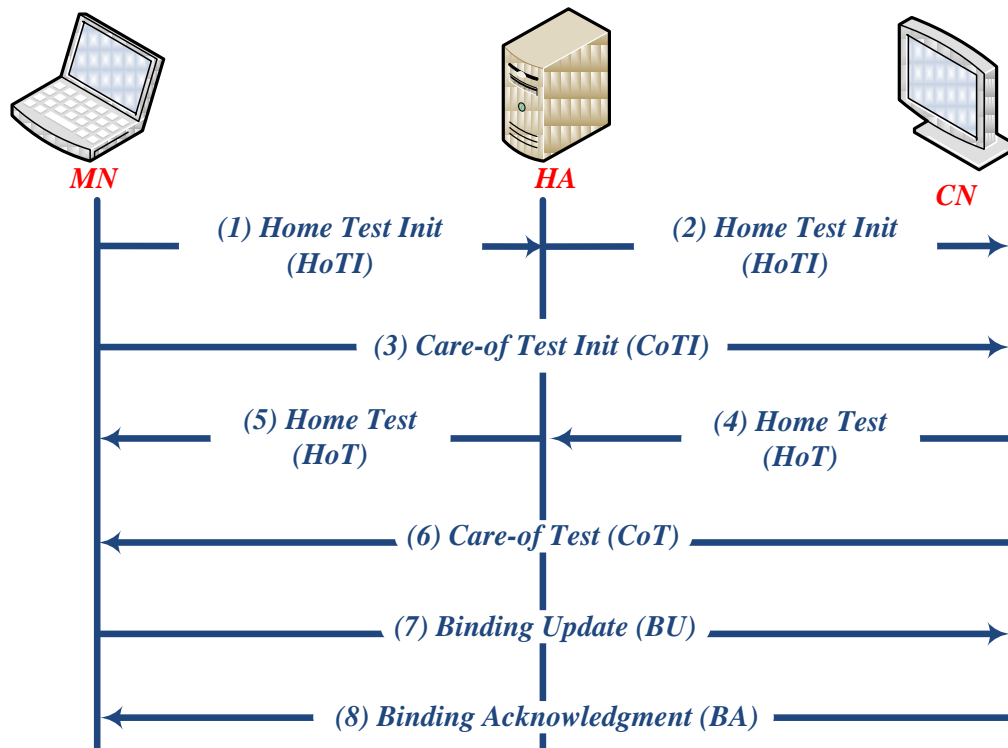 MN
HA
CN
(1) Home Test Init
(HoTI)
(2) Home Test Init
(HoTI)
(3) Care-of Test Init (CoTI)
(5) Home Test
(HoT)
(4) Home Test
(HoT)
(6) Care-of Test (CoT)
(7) Binding Update (BU)
(8) Binding Acknowledgment (BA)